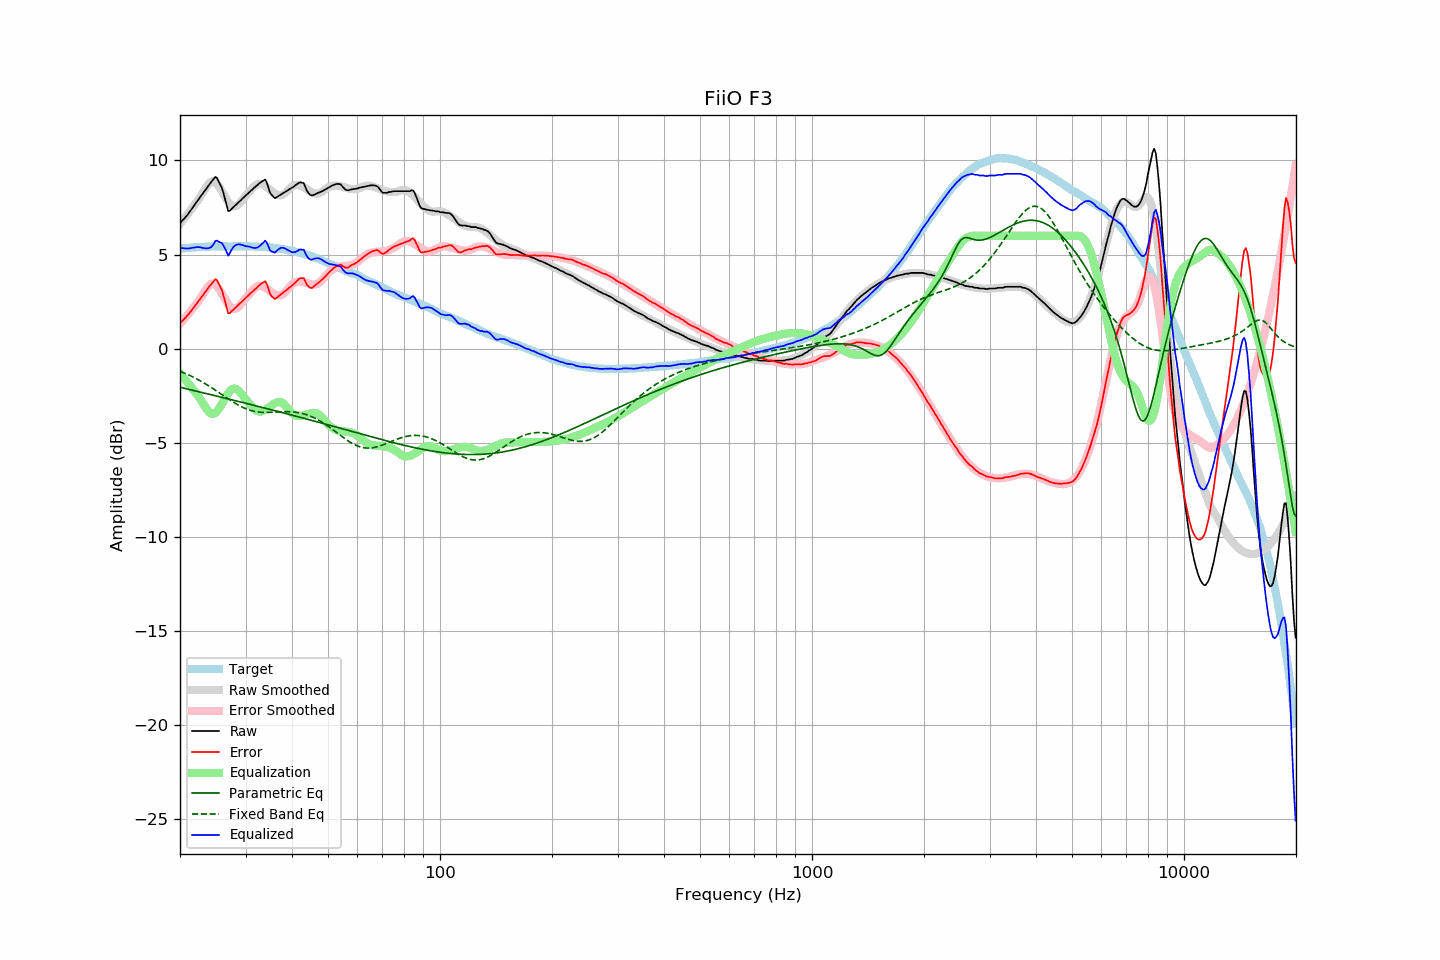 FiiO F3
10
5
0
−5
−10
−15
−20
−25
Amplitude (dBr)
Target
Raw Smoothed
Error Smoothed
Raw
Error
Equalization
Parametric Eq
Fixed Band Eq
Equalized
100
1000
10000
Frequency (Hz)